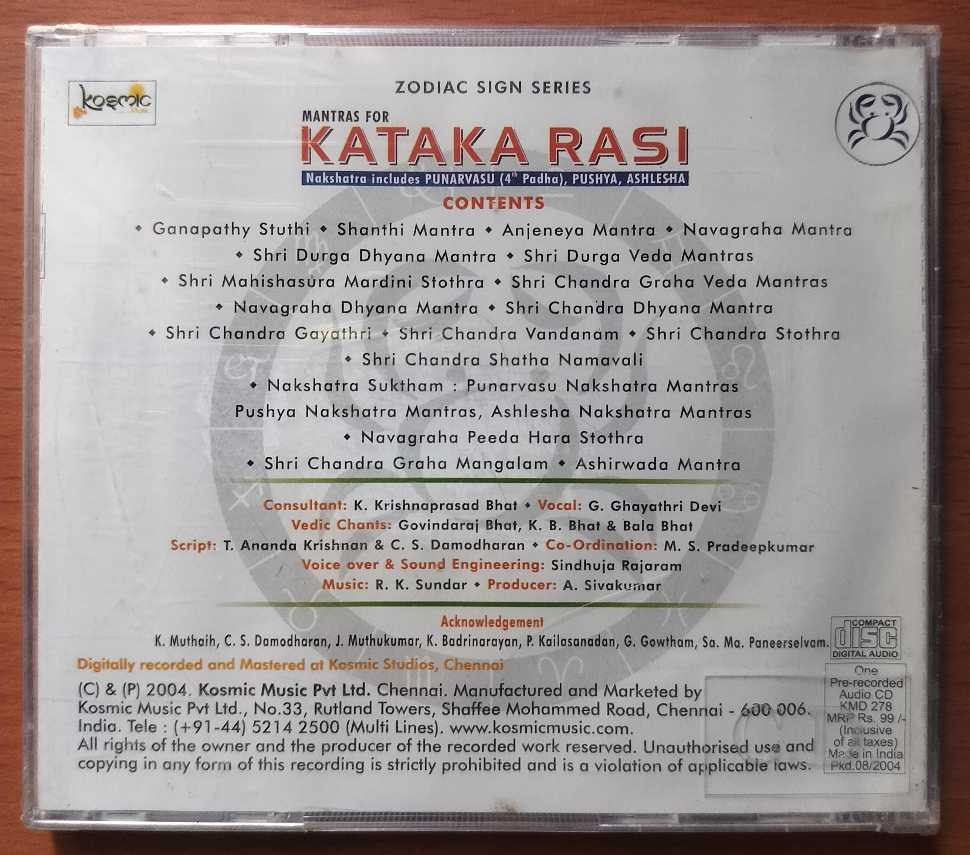 Kosmic
Music
ZODIAC SIGN SERIES
MANTRAS FOR
KATAKA RASI
Nakshatra includes PUNARVASU (4th Padha), PUSHYA, ASHLESHA
CONTENTS
◆ Ganapathy Stuthi ◆ Shanthi Mantra ◆ Anjeneya Mantra ◆ Navagraha Mantra
◆ Shri Durga Dhyana Mantra ◆ Shri Durga Veda Mantras
◆ Shri Mahishasura Mardini Stothra ◆ Shri Chandra Graha Veda Mantras
◆ Navagraha Dhyana Mantra ◆ Shri Chandra Dhyana Mantra
◆ Shri Chandra Gayathri ◆ Shri Chandra Vandanam ◆ Shri Chandra Stothra
◆ Shri Chandra Shatha Namavali
◆ Nakshatra Suktham : Punarvasu Nakshatra Mantras
Pushya Nakshatra Mantras, Ashlesha Nakshatra Mantras
◆ Navagraha Peeda Hara Stothra
◆ Shri Chandra Graha Mangalam ◆ Ashirwada Mantra
Consultant: K. Krishnaprasad Bhat ◆ Vocal: G. Ghayathri Devi
Vedic Chants: Govindaraj Bhat, K. B. Bhat & Bala Bhat
Script: T. Ananda Krishnan & C. S. Damodharan ◆ Co-Ordination: M. S. Pradeepkumar
Voice over & Sound Engineering: Sindhuja Rajaram
Music: R. K. Sundar ◆ Producer: A. Sivakumar
Acknowledgement
K. Muthaih, C. S. Damodharan, J. Muthukumar, K. Badrinarayan, P. Kailasanadan, G. Gowtham, Sa. Ma. Paneerselvam.
Digitally recorded and Mastered at Kosmic Studios, Chennai
(C) & (P) 2004. Kosmic Music Pvt Ltd. Chennai. Manufactured and Marketed by
Kosmic Music Pvt Ltd., No.33, Rutland Towers, Shaffee Mohammed Road, Chennai - 600 006.
India. Tele : (+91-44) 5214 2500 (Multi Lines). www.kosmicmusic.com.
All rights of the owner and the producer of the recorded work reserved. Unauthorised use and
copying in any form of this recording is strictly prohibited and is a violation of applicable laws.
COMPACT
disc
DIGITAL AUDIO
One
Pre-recorded
Audio CD
KMD 278
MRP Rs. 99 /-
(Inclusive
of all taxes)
Made in India
Pkd.08/2004